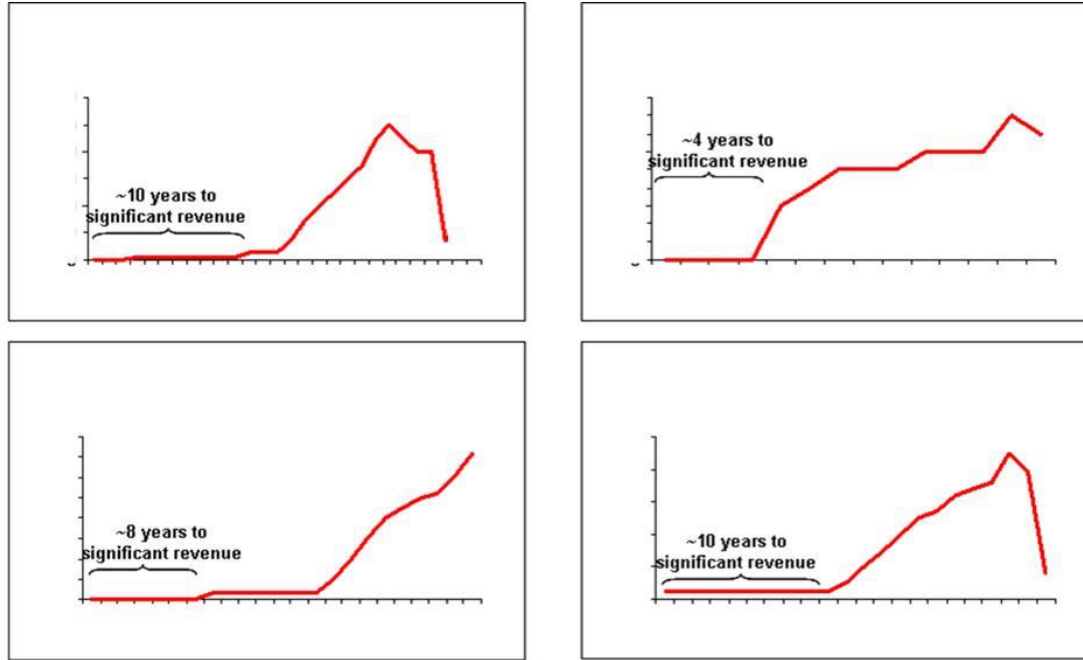 ~10 years to
significant revenue
~4 years to
significant revenue
~8 years to
significant revenue
~10 years to
significant revenue